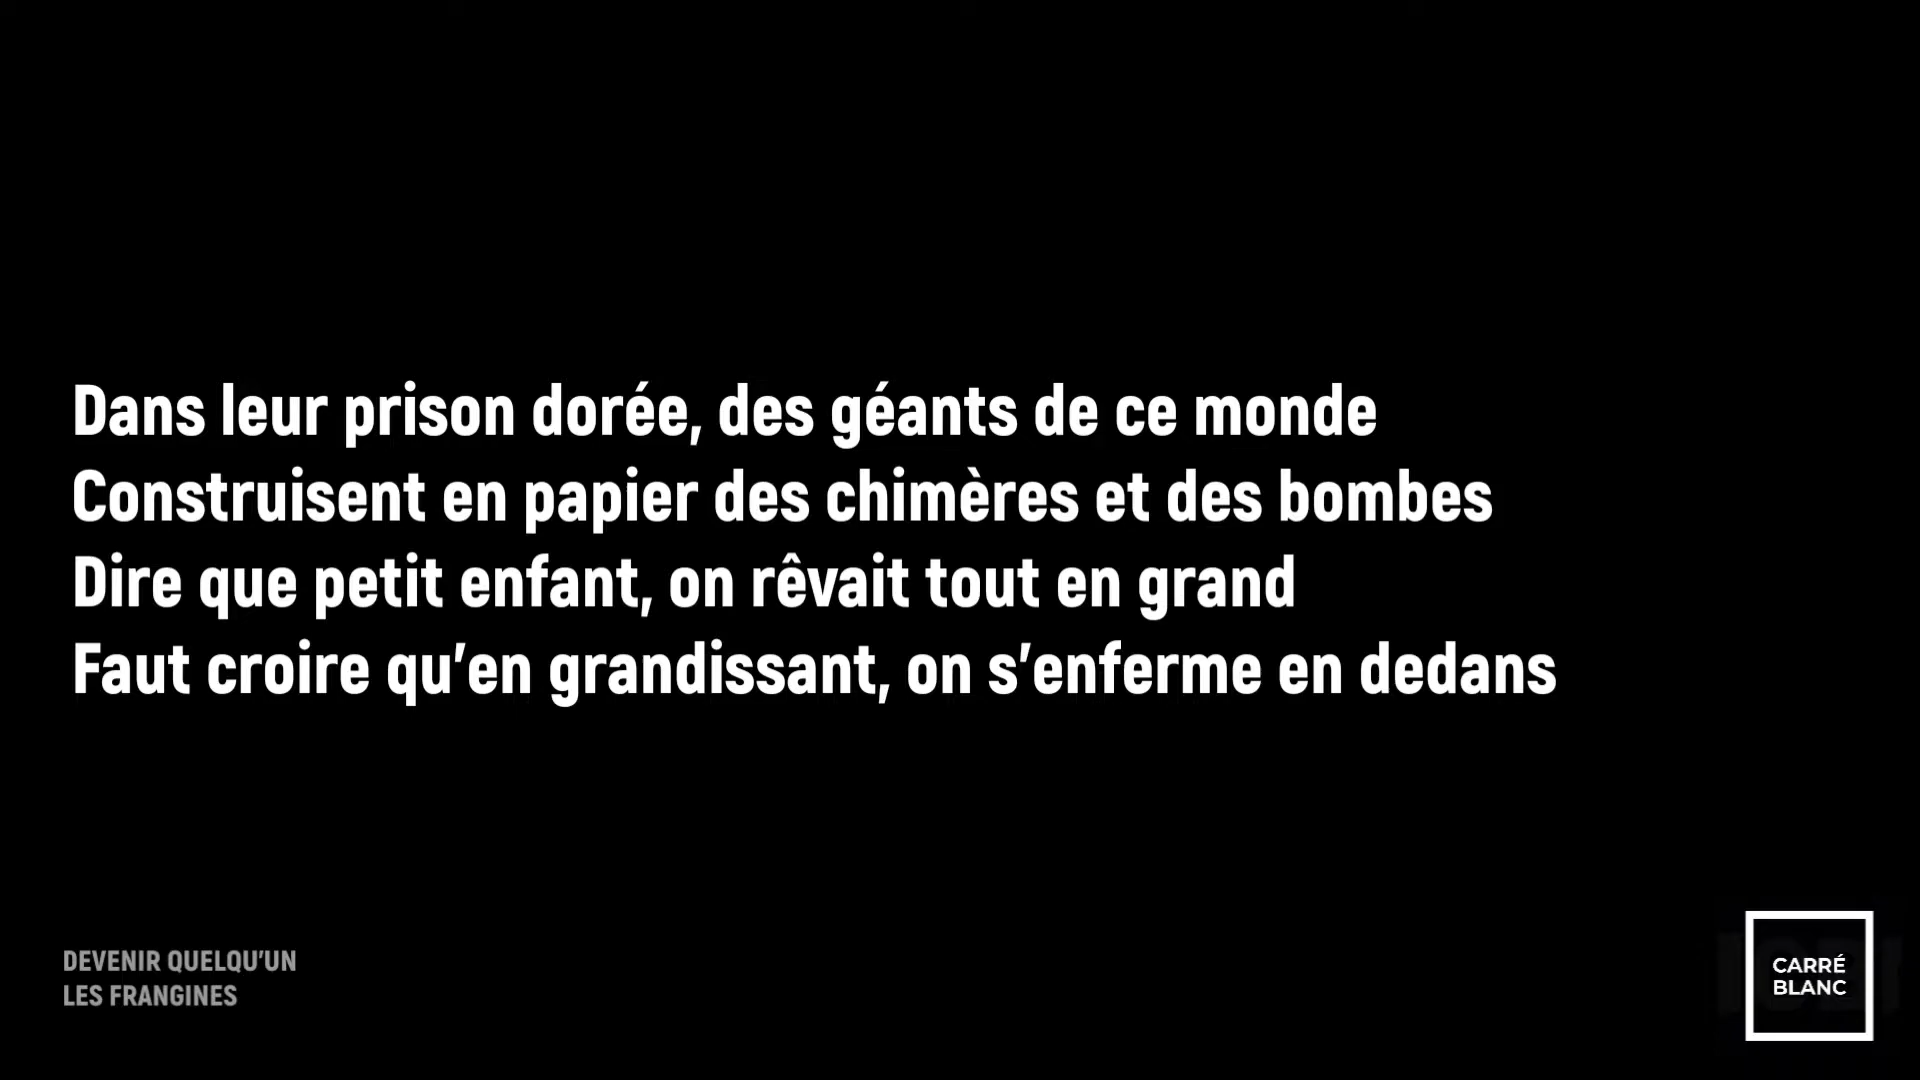 Dans leur prison dorée, des géants de ce monde
Construisent en papier des chimères et des bombes
Dire que petit enfant, on rêvait tout en grand
Faut croire qu’en grandissant, on s’enferme en dedans
DEVENIR QUELQU’UN
LES FRANGINES
CARRÉ
BLANC